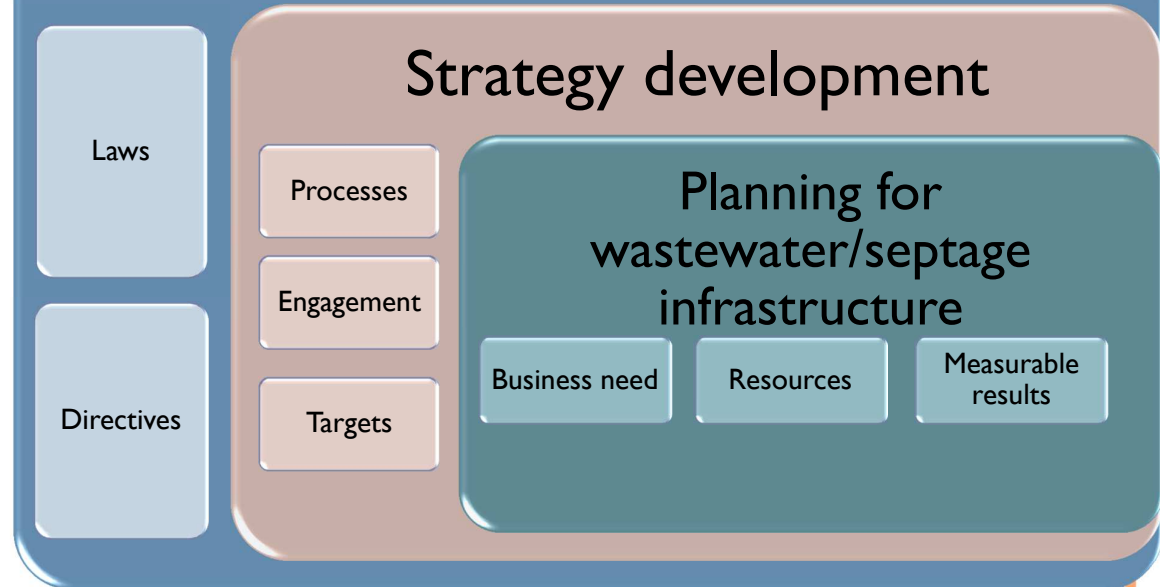 Strategy development
Laws
Directives
Processes
Engagement
Targets
Planning for
wastewater/septage
infrastructure
Business need
Resources
Measurable
results